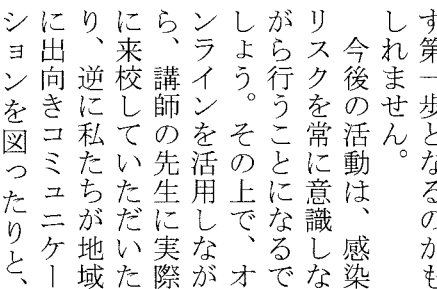 す第一歩となるのかも
しれません。
　今後の活動は、感染
リスクを常に意識しな
がら行うことになるで
しょう。その上で、オ
ンラインを活用しなが
ら、講師の先生に実際
に来校していただいた
り、逆に私たちが地域
に出向きコミュニケー
ションを図ったりと、